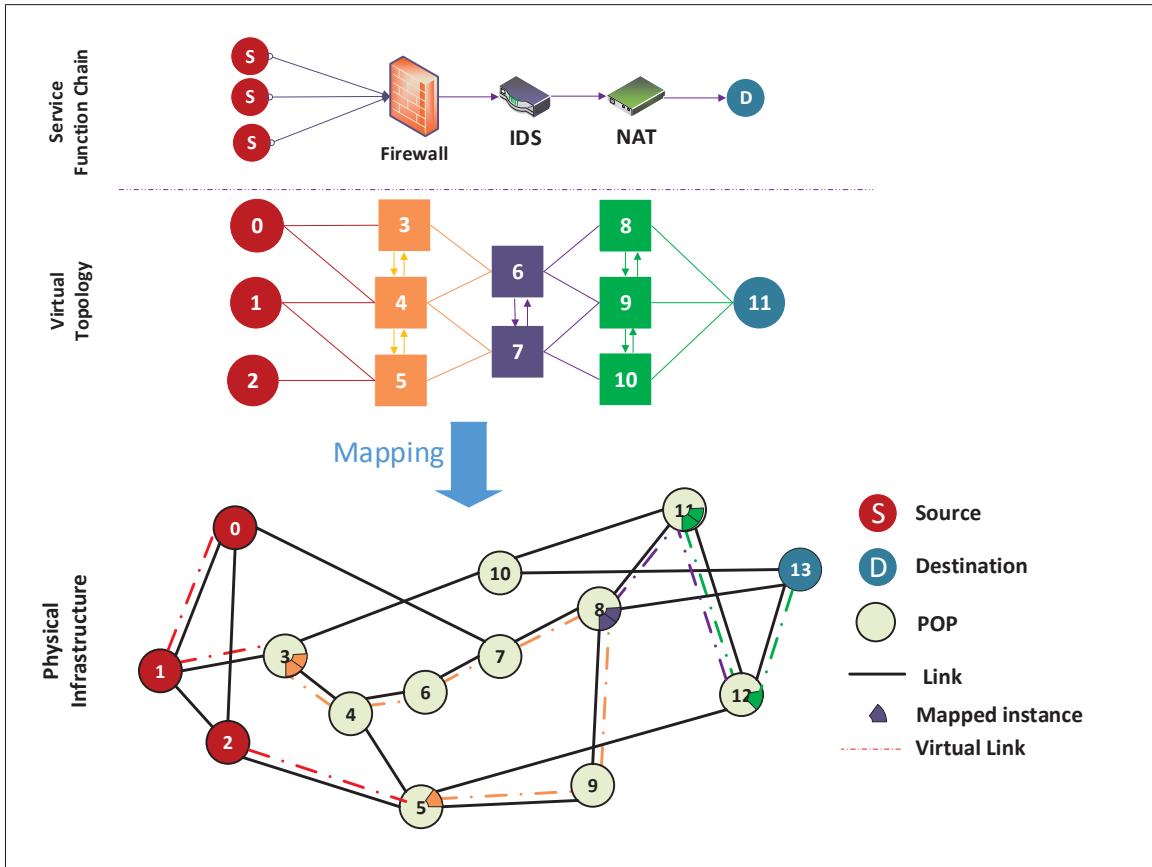 Service
Function Chain
S
S
S
Firewall
IDS
NAT
D
Virtual
Topology
0
1
2
3
4
5
6
7
8
9
10
11
Mapping
Physical
Infrastructure
0
1
2
3
4
5
6
7
8
9
10
11
12
13
S Source
D Destination
POP
Link
Mapped instance
Virtual Link